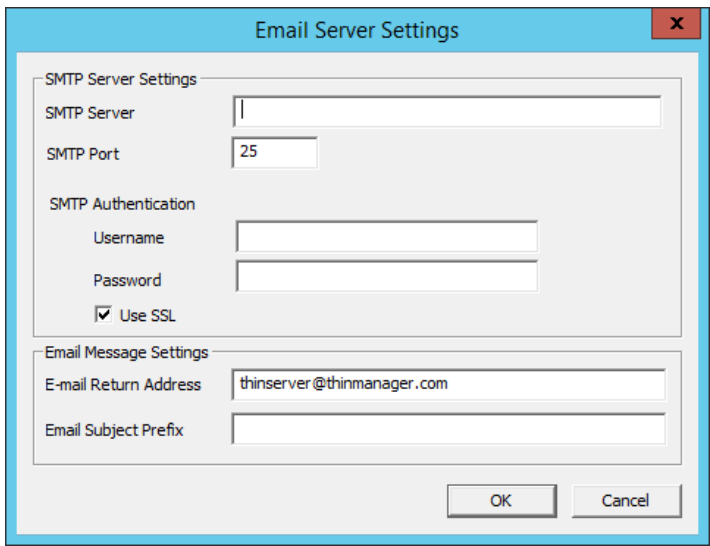 Email Server Settings
x
SMTP Server Settings
SMTP Server
SMTP Port 25
SMTP Authentication
Username
Password
Use SSL
Email Message Settings
E-mail Return Address thinserver@thinmanager.com
Email Subject Prefix
OK Cancel